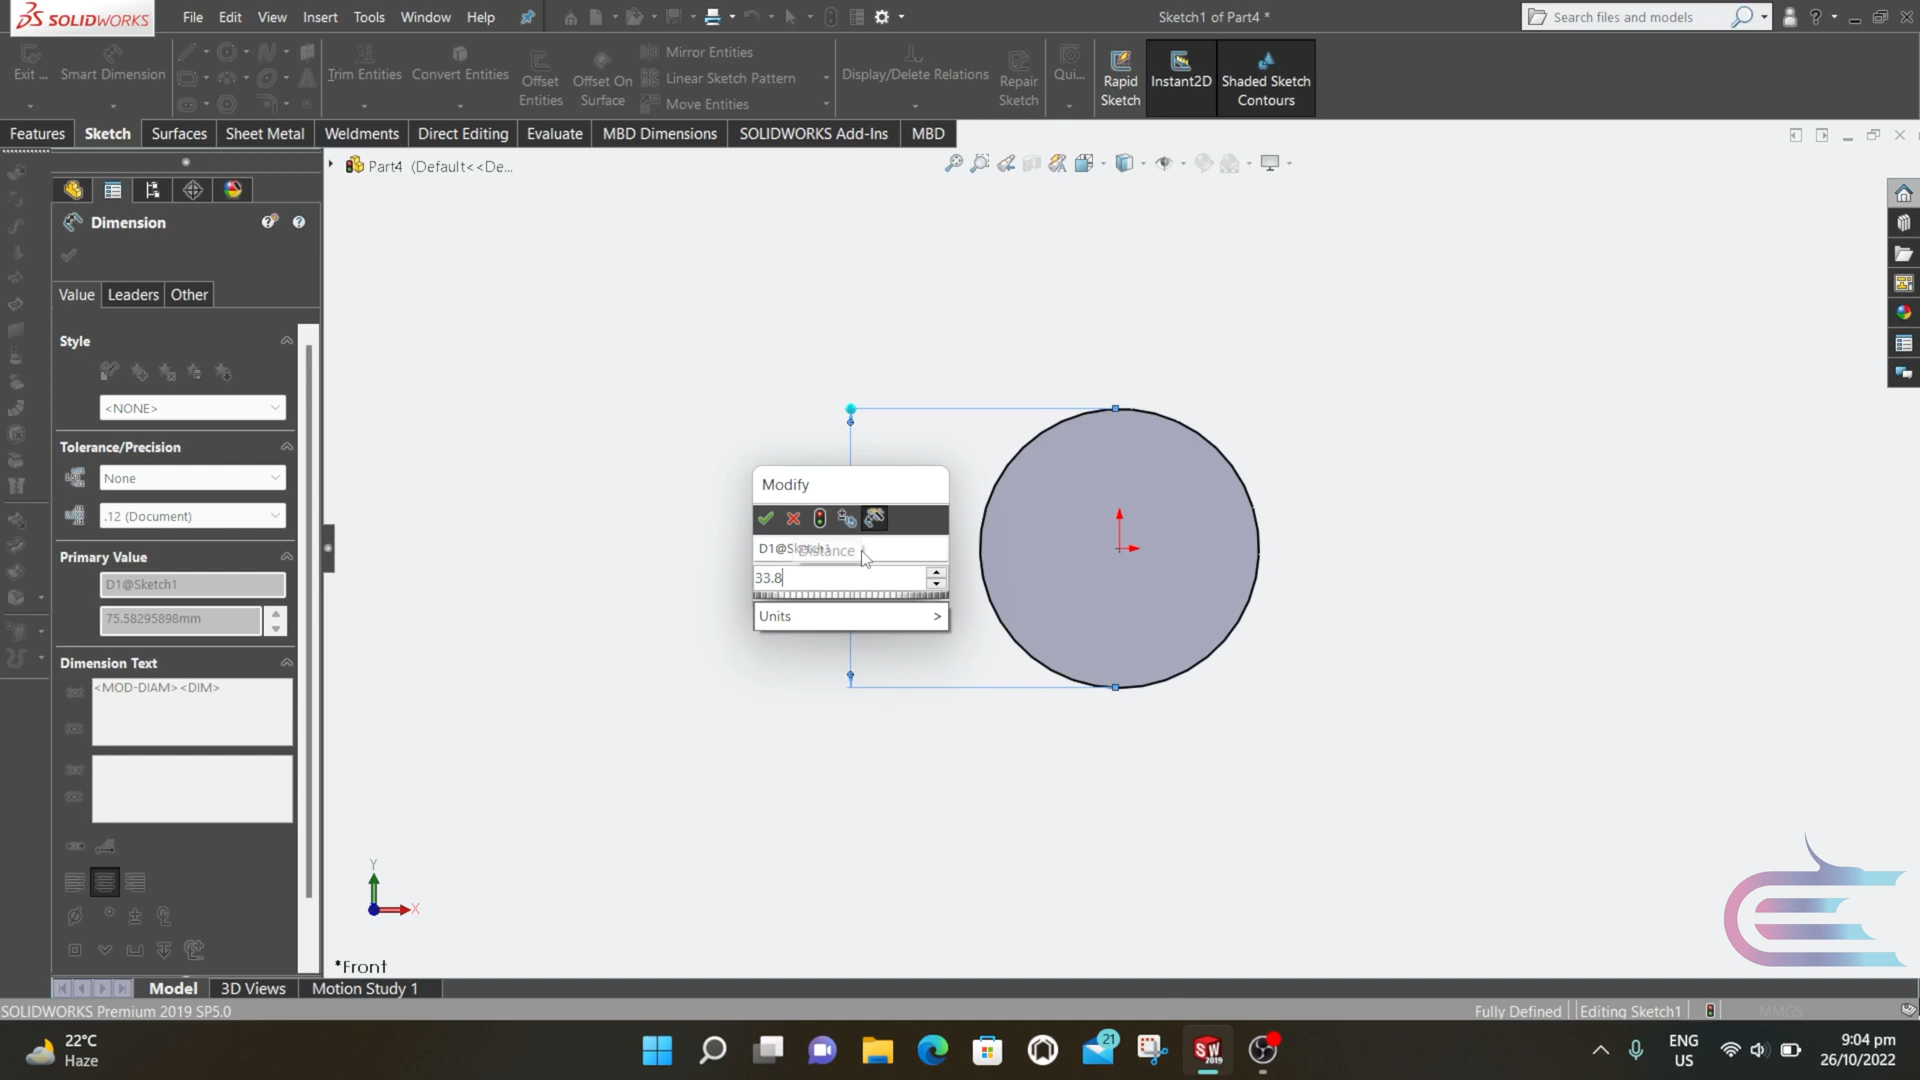 SOLIDWORKS File Edit View Insert Tools Window Help Sketch1 of Part4 * Search files and models
Exit ... Smart Dimension Trim Entities Convert Entities Offset Entities Offset On Surface Mirror Entities Linear Sketch Pattern Move Entities Display/Delete Relations Repair Sketch Qui... Rapid Sketch Instant2D Shaded Sketch Contours
Features Sketch Surfaces Sheet Metal Weldments Direct Editing Evaluate MBD Dimensions SOLIDWORKS Add-Ins MBD
Part4 (Default<<De...
Dimension
Value Leaders Other
Style
<NONE>
Tolerance/Precision
None
.12 (Document)
Primary Value
D1@Sketch1
75.58295898mm
Dimension Text
<MOD-DIAM><DIM>
Modify
D1@Sketch1
Distance
33.8
Units >
Y
X
*Front
Model 3D Views Motion Study 1
SOLIDWORKS Premium 2019 SP5.0 Fully Defined Editing Sketch1 MMGS
22°C
Haze
21
SW
2019
ENG
US
9:04 pm
26/10/2022